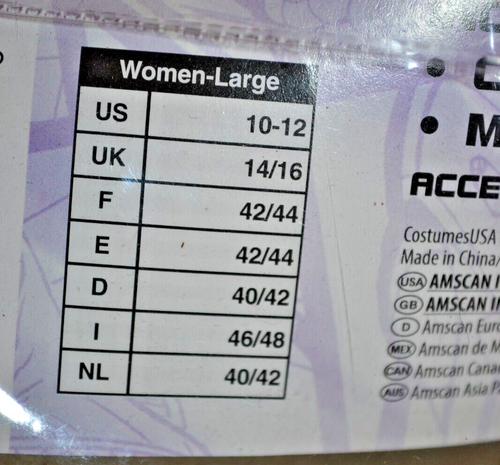 Women-Large
US 10-12
UK 14/16
F 42/44
E 42/44
D 40/42
I 46/48
NL 40/42
•
• M
ACCE
CostumesUSA
Made in China/
USA AMSCAN I
GB AMSCAN IN
D Amscan Euro
MEX Amscan de M
CAN Amscan Canad
AUS Amscan Asia Pa